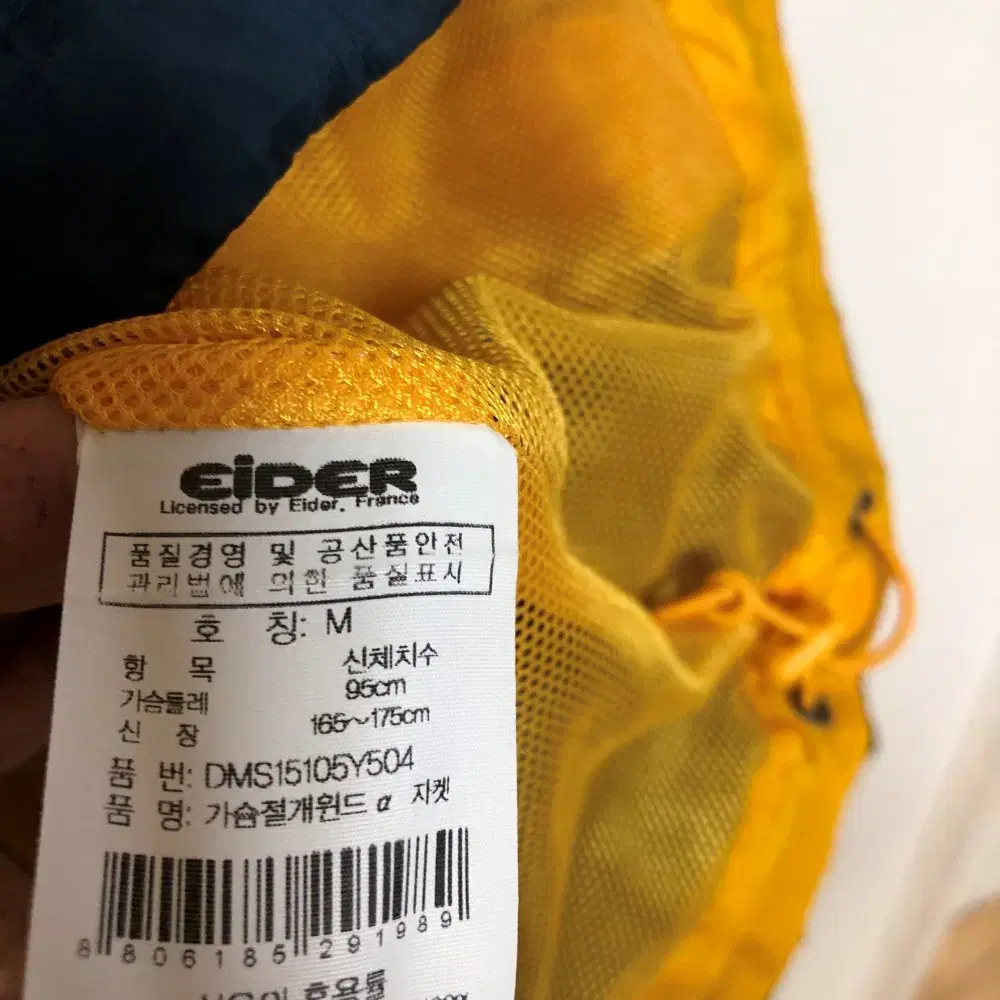 EiDER
Licensed by Eider, France
품질경영 및 공산품안전
관리법에 의한 품질표시
호 칭: M
항 목 신체치수
가슴둘레 95cm
신 장 165~175cm
품 번: DMS15105Y504
품 명: 가슴절개윈드 α 자켓
8 806185 291989